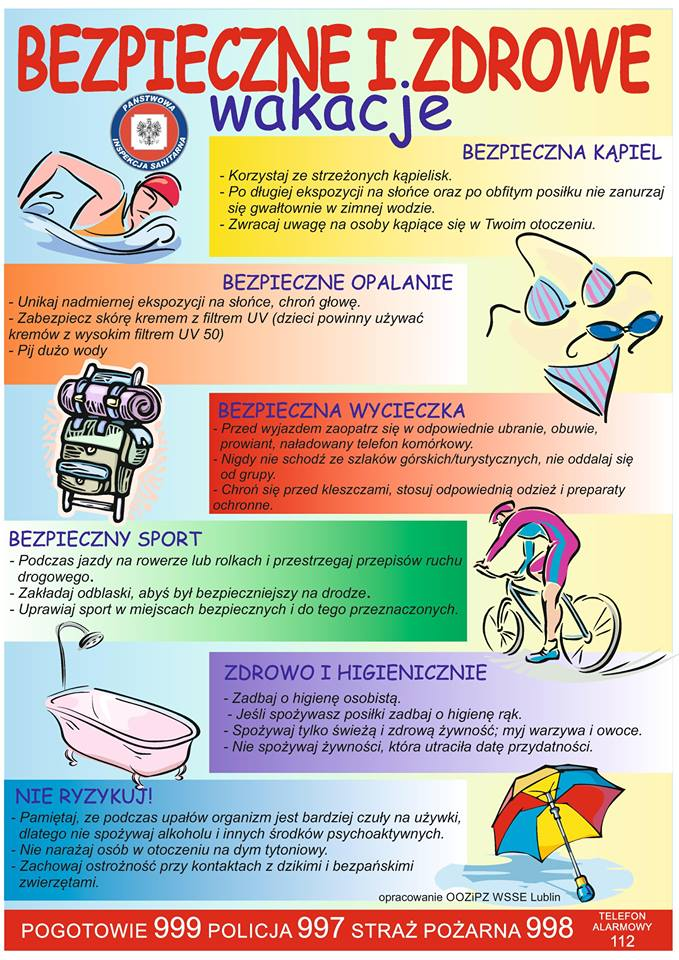 BEZPIECZNE I ZDROWE
wakacje
PAŃSTWOWA
INSPEKCJA SANITARNA
BEZPIECZNA KĄPIEL
- Korzystaj ze strzeżonych kąpielisk.
- Po długiej ekspozycji na słońce oraz po obfitym posiłku nie zanurzaj
się gwałtownie w zimnej wodzie.
- Zwracaj uwagę na osoby kąpiące się w Twoim otoczeniu.
BEZPIECZNE OPALANIE
- Unikaj nadmiernej ekspozycji na słońce, chroń głowę.
- Zabezpiecz skórę kremem z filtrem UV (dzieci powinny używać
kremów z wysokim filtrem UV 50)
- Pij dużo wody
BEZPIECZNA WYCIECZKA
- Przed wyjazdem zaopatrz się w odpowiednie ubranie, obuwie,
prowiant, naładowany telefon komórkowy.
- Nigdy nie schodź ze szlaków górskich/turystycznych, nie oddalaj się
od grupy.
- Chroń się przed kleszczami, stosuj odpowiednią odzież i preparaty
ochronne.
BEZPIECZNY SPORT
- Podczas jazdy na rowerze lub rolkach i przestrzegaj przepisów ruchu
drogowego.
- Zakładaj odblaski, abyś był bezpieczniejszy na drodze.
- Uprawiaj sport w miejscach bezpiecznych i do tego przeznaczonych.
ZDROWO I HIGIENICZNIE
- Zadbaj o higienę osobistą.
- Jeśli spożywasz posiłki zadbaj o higienę rąk.
- Spożywaj tylko świeżą i zdrową żywność; myj warzywa i owoce.
- Nie spożywaj żywności, która utraciła datę przydatności.
NIE RYZYKUJ!
- Pamiętaj, ze podczas upałów organizm jest bardziej czuły na używki,
dlatego nie spożywaj alkoholu i innych środków psychoaktywnych.
- Nie narażaj osób w otoczeniu na dym tytoniowy.
- Zachowaj ostrożność przy kontaktach z dzikimi i bezpańskimi
zwierzętami.
opracowanie OOZiPZ WSSE Lublin
POGOTOWIE 999 POLICJA 997 STRAŻ POŻARNA 998
TELEFON
ALARMOWY
112